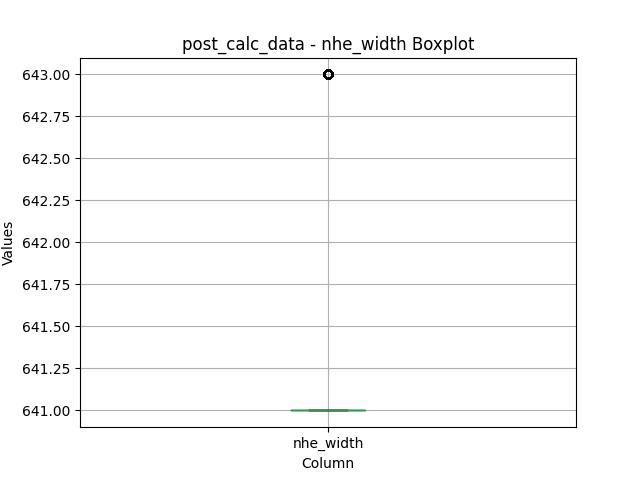 post_calc_data - nhe_width Boxplot
643.00
642.75
642.50
642.25
642.00
641.75
641.50
641.25
641.00
Values
nhe_width
Column